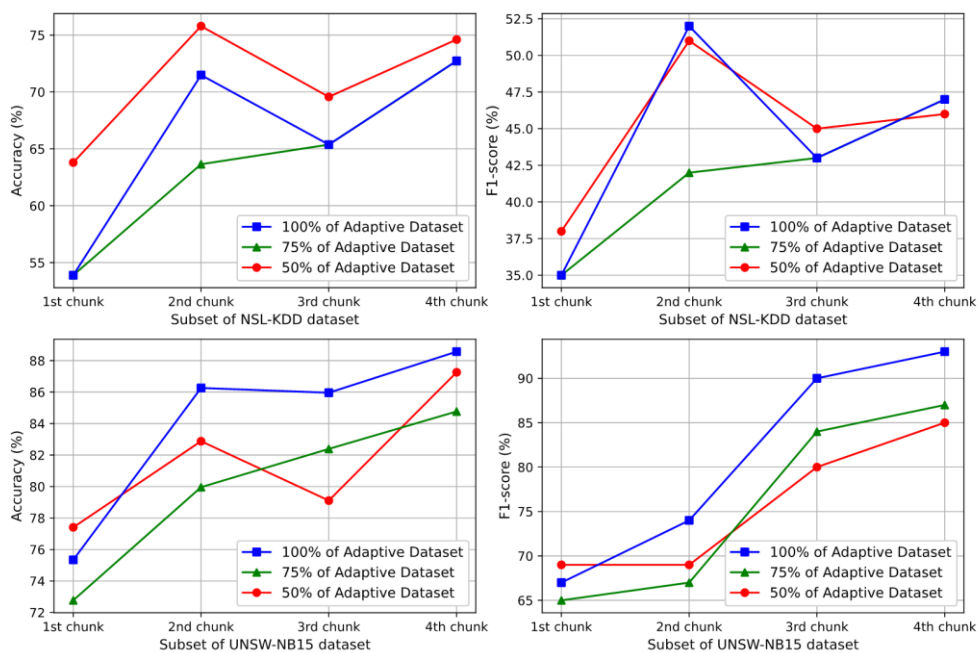 Accuracy (%)
75
70
65
60
55
1st chunk 2nd chunk 3rd chunk 4th chunk
Subset of NSL-KDD dataset
100% of Adaptive Dataset
75% of Adaptive Dataset
50% of Adaptive Dataset
F1-score (%)
52.5
50.0
47.5
45.0
42.5
40.0
37.5
35.0
1st chunk 2nd chunk 3rd chunk 4th chunk
Subset of NSL-KDD dataset
100% of Adaptive Dataset
75% of Adaptive Dataset
50% of Adaptive Dataset
Accuracy (%)
88
86
84
82
80
78
76
74
72
1st chunk 2nd chunk 3rd chunk 4th chunk
Subset of UNSW-NB15 dataset
100% of Adaptive Dataset
75% of Adaptive Dataset
50% of Adaptive Dataset
F1-score (%)
90
85
80
75
70
65
1st chunk 2nd chunk 3rd chunk 4th chunk
Subset of UNSW-NB15 dataset
100% of Adaptive Dataset
75% of Adaptive Dataset
50% of Adaptive Dataset